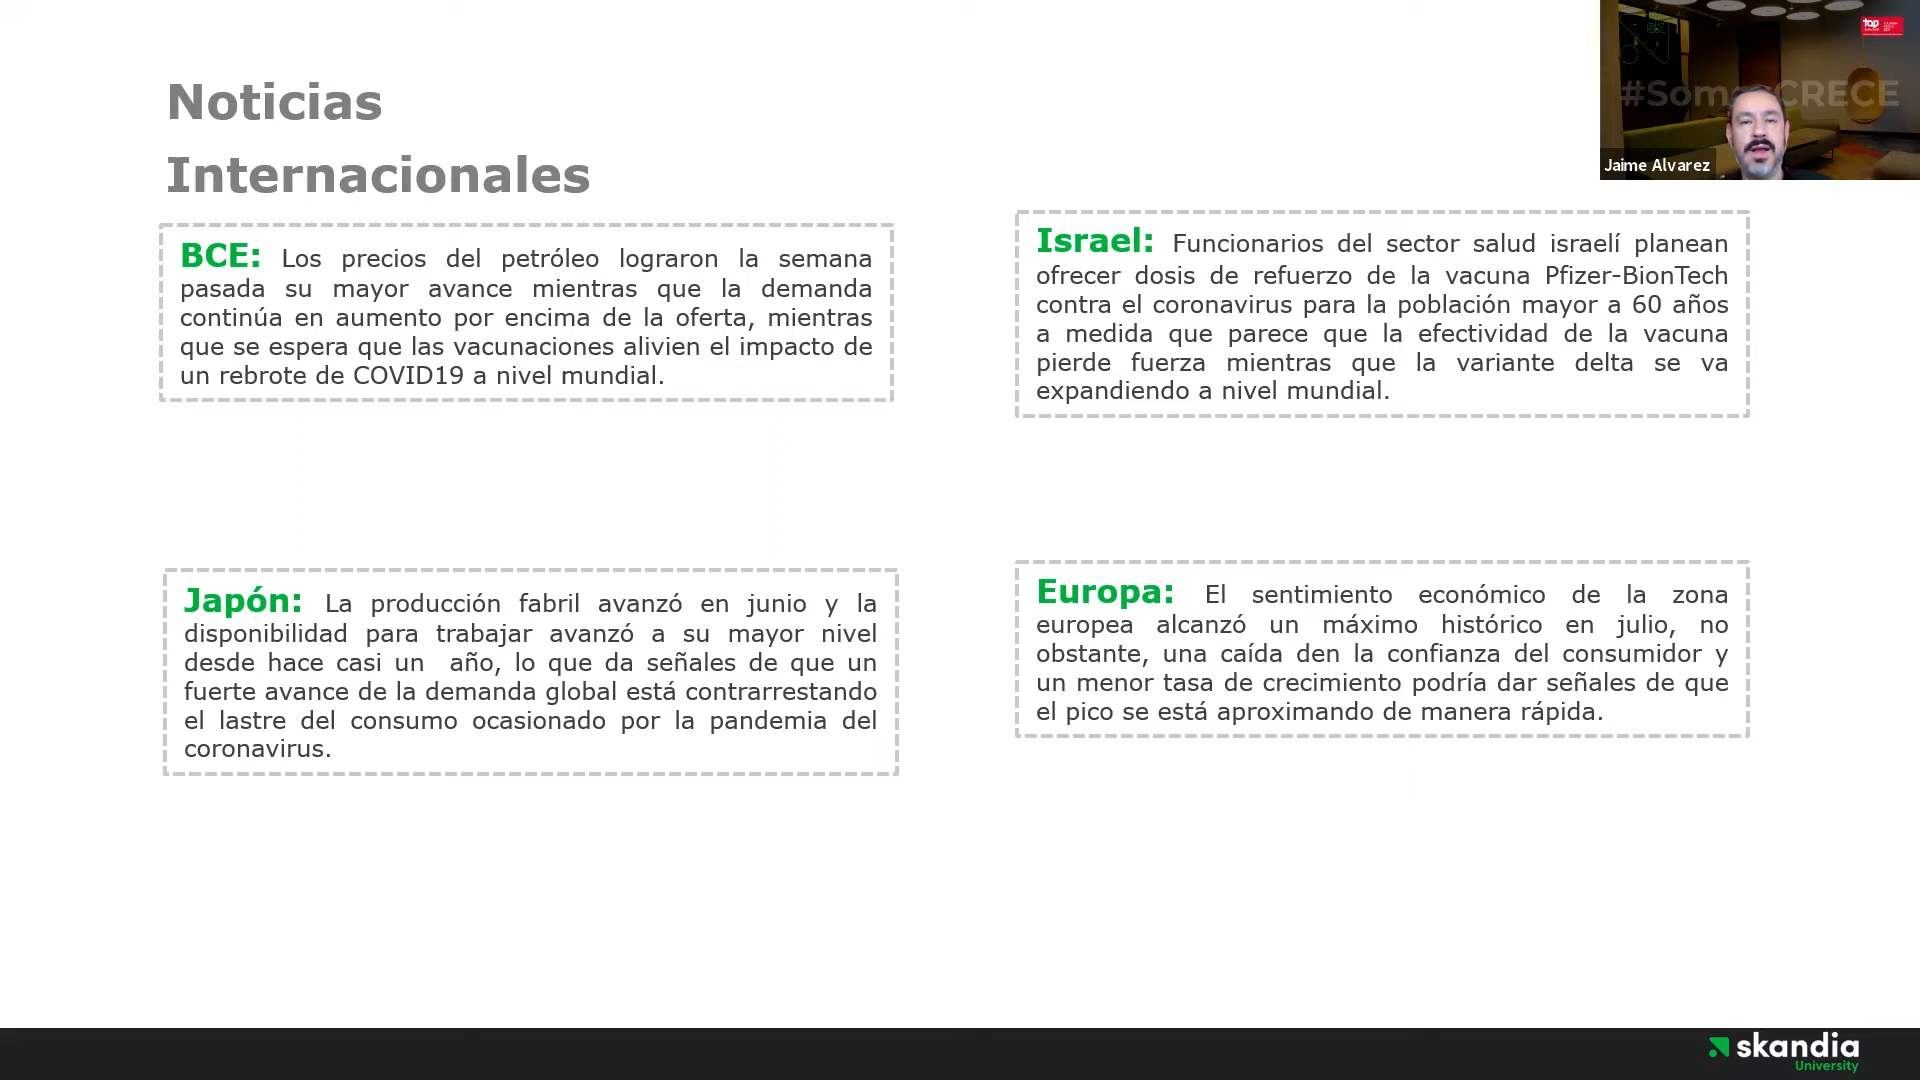 Noticias
Internacionales
BCE: Los precios del petróleo lograron la semana
pasada su mayor avance mientras que la demanda
continúa en aumento por encima de la oferta, mientras
que se espera que las vacunaciones alivien el impacto de
un rebrote de COVID19 a nivel mundial.
Israel: Funcionarios del sector salud israelí planean
ofrecer dosis de refuerzo de la vacuna Pfizer-BionTech
contra el coronavirus para la población mayor a 60 años
a medida que parece que la efectividad de la vacuna
pierde fuerza mientras que la variante delta se va
expandiendo a nivel mundial.
Japón: La producción fabril avanzó en junio y la
disponibilidad para trabajar avanzó a su mayor nivel
desde hace casi un año, lo que da señales de que un
fuerte avance de la demanda global está contrarrestando
el lastre del consumo ocasionado por la pandemia del
coronavirus.
Europa: El sentimiento económico de la zona
europea alcanzó un máximo histórico en julio, no
obstante, una caída den la confianza del consumidor y
un menor tasa de crecimiento podría dar señales de que
el pico se está aproximando de manera rápida.
sk
top
#Som CRECE
Jaime Alvarez
skandia
University